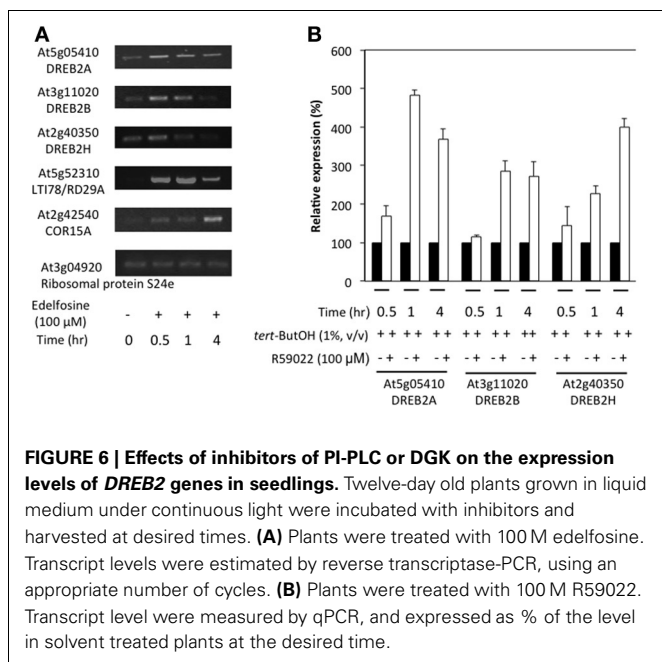 A
At5g05410
DREB2A
At3g11020
DREB2B
At2g40350
DREB2H
At5g52310
LTI78/RD29A
At2g42540
COR15A
At3g04920
Ribosomal protein S24e
Edelfosine
(100 µM) - + + +
Time (hr) 0 0.5 1 4
B
Relative expression (%)
600
500
400
300
200
100
0
Time (hr) 0.5 1 4 0.5 1 4 0.5 1 4
tert-ButOH (1%, v/v) + + + + + + + + + + + + + + + + + +
R59022 (100 µM) - + - + - + - + - + - + - + - + - +
At5g05410 At3g11020 At2g40350
DREB2A DREB2B DREB2H
FIGURE 6 | Effects of inhibitors of PI-PLC or DGK on the expression
levels of DREB2 genes in seedlings. Twelve-day old plants grown in liquid
medium under continuous light were incubated with inhibitors and
harvested at desired times. (A) Plants were treated with 100 M edelfosine.
Transcript levels were estimated by reverse transcriptase-PCR, using an
appropriate number of cycles. (B) Plants were treated with 100 M R59022.
Transcript level were measured by qPCR, and expressed as % of the level
in solvent treated plants at the desired time.